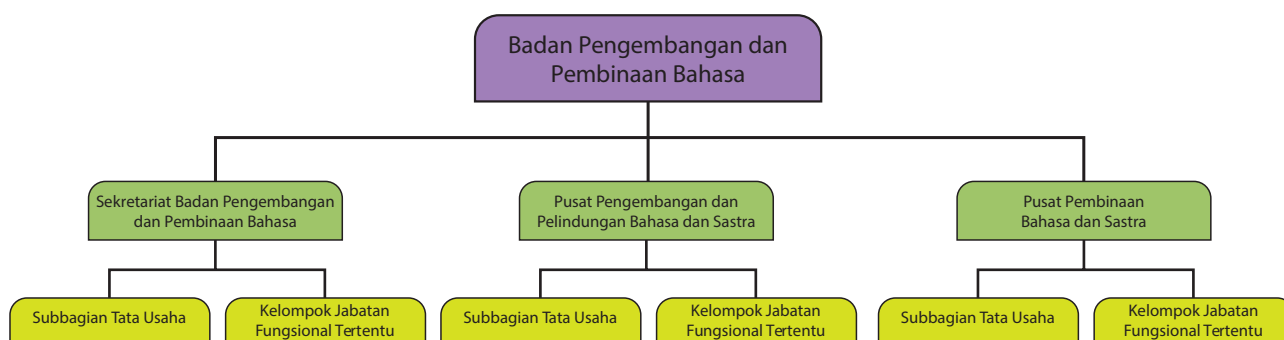 Badan Pengembangan dan
Pembinaan Bahasa
Sekretariat Badan Pengembangan
dan Pembinaan Bahasa
Pusat Pengembangan dan
Pelindungan Bahasa dan Sastra
Pusat Pembinaan
Bahasa dan Sastra
Subbagian Tata Usaha
Kelompok Jabatan
Fungsional Tertentu
Subbagian Tata Usaha
Kelompok Jabatan
Fungsional Tertentu
Subbagian Tata Usaha
Kelompok Jabatan
Fungsional Tertentu